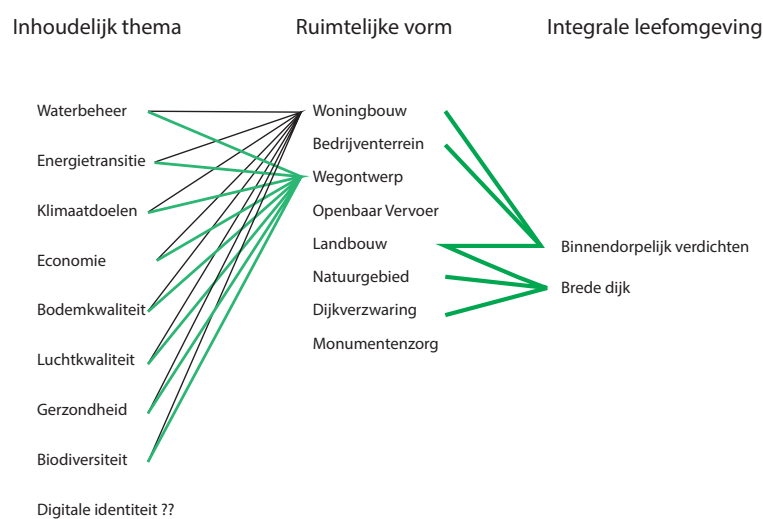 Inhoudelijk thema
Ruimtelijke vorm
Integrale leefomgeving
Waterbeheer
Energietransitie
Klimaatdoelen
Economie
Bodemkwaliteit
Luchtkwaliteit
Gerzondheid
Biodiversiteit
Digitale identiteit ??
Woningbouw
Bedrijventerrein
Wegontwerp
Openbaar Vervoer
Landbouw
Natuurgebied
Dijkverzwaring
Monumentenzorg
Binnendorpelijk verdichten
Brede dijk